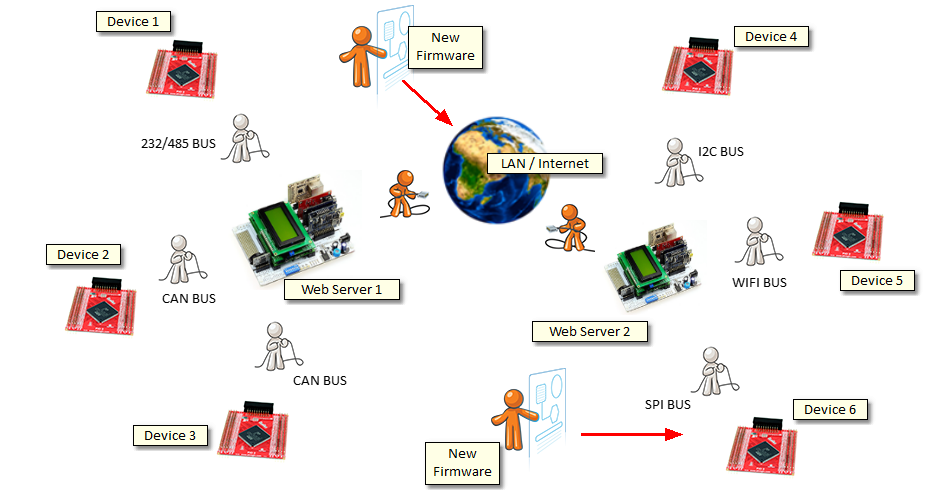 Device 1
New
Firmware
Device 4
232/485 BUS
LAN / Internet
I2C BUS
Device 2
CAN BUS
Web Server 1
WIFI BUS
Device 5
Web Server 2
CAN BUS
SPI BUS
Device 6
Device 3
New
Firmware